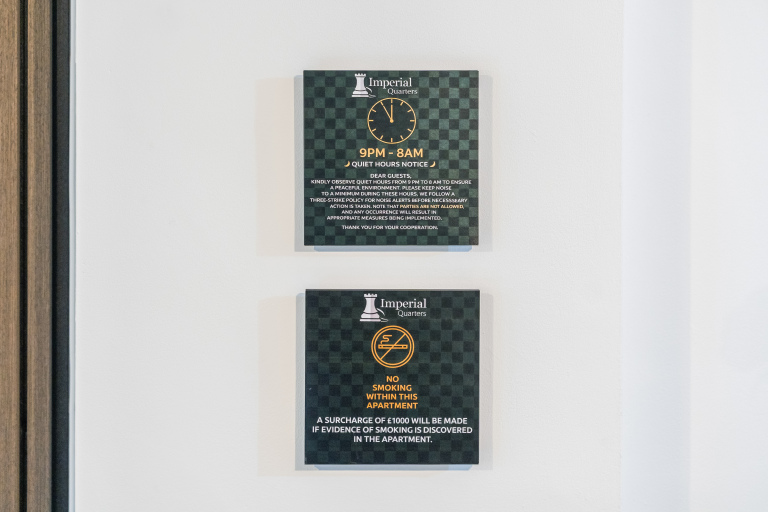 Imperial
Quarters
9PM - 8AM
QUIET HOURS NOTICE
DEAR GUESTS,
KINDLY OBSERVE QUIET HOURS FROM 9 PM TO 8 AM TO ENSURE
A PEACEFUL ENVIRONMENT. PLEASE KEEP NOISE
TO A MINIMUM DURING THESE HOURS. WE FOLLOW A
THREE-STRIKE POLICY FOR NOISE ALERTS BEFORE NECESSSEARY
ACTION IS TAKEN. NOTE THAT PARTIES ARE NOT ALLOWED,
AND ANY OCCURRENCE WILL RESULT IN
APPROPRIATE MEASURES BEING IMPLEMENTED.
THANK YOU FOR YOUR COOPERATION.
Imperial
Quarters
NO
SMOKING
WITHIN THIS
APARTMENT
A SURCHARGE OF £1000 WILL BE MADE
IF EVIDENCE OF SMOKING IS DISCOVERED
IN THE APARTMENT.